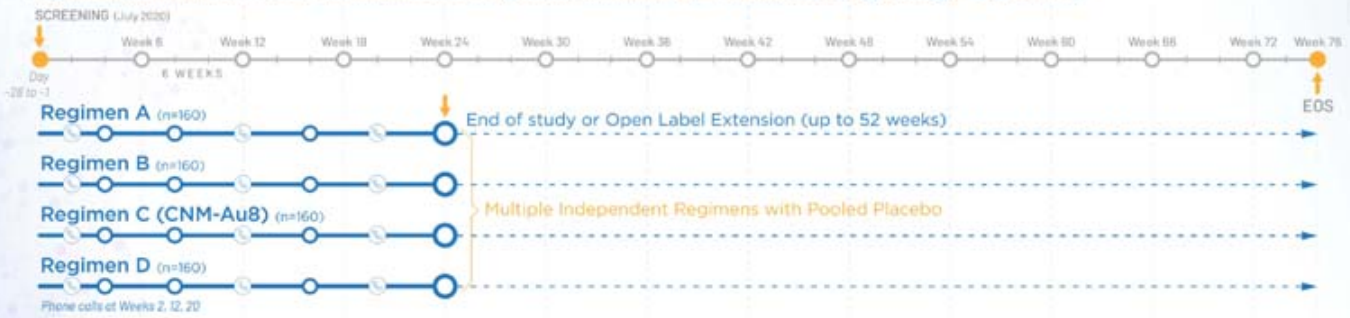 SCREENING (July 2020)
Week 6 Week 12 Week 18 Week 24 Week 30 Week 36 Week 42 Week 48 Week 54 Week 60 Week 66 Week 72 Week 76
6 WEEKS
Day
-28 to -1
EOS
Regimen A (n=160)
End of study or Open Label Extension (up to 52 weeks)
Regimen B (n=160)
Regimen C (CNM-Au8) (n=160)
Multiple Independent Regimens with Pooled Placebo
Regimen D (n=160)
Phone calls at Weeks 2, 12, 20